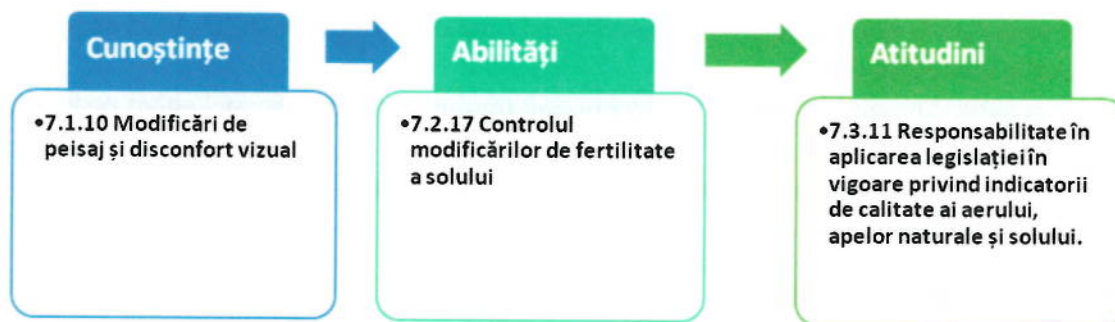 Cunoștințe
Abilități
Atitudini
•7.1.10 Modificări de
peisaj și disconfort vizual
•7.2.17 Controlul
modificărilor de fertilitate
a solului
•7.3.11 Responsabilitate în
aplicarea legislației în
vigoare privind indicatorii
de calitate ai aerului,
apelor naturale și solului.